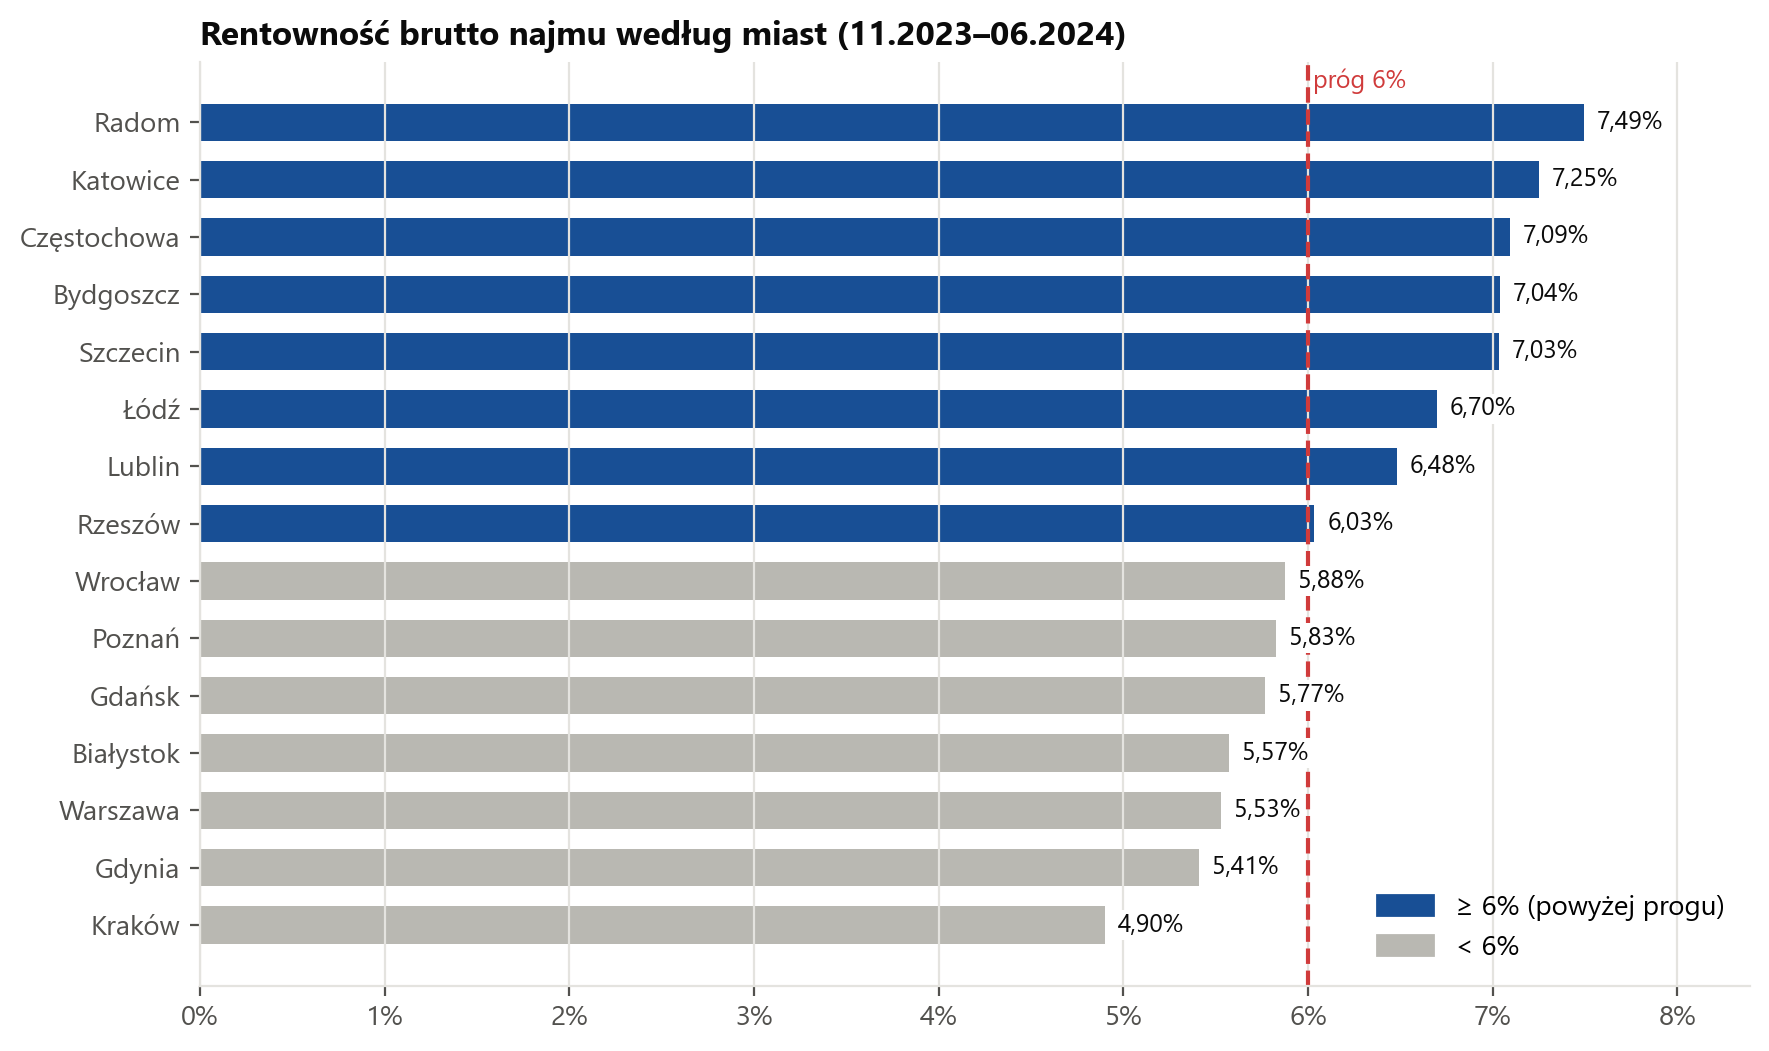 Rentowność brutto najmu według miast (11.2023–06.2024)
próg 6%
Radom 7,49%
Katowice 7,25%
Częstochowa 7,09%
Bydgoszcz 7,04%
Szczecin 7,03%
Łódź 6,70%
Lublin 6,48%
Rzeszów 6,03%
Wrocław 5,88%
Poznań 5,83%
Gdańsk 5,77%
Białystok 5,57%
Warszawa 5,53%
Gdynia 5,41%
Kraków 4,90%
≥ 6% (powyżej progu)
< 6%
0% 1% 2% 3% 4% 5% 6% 7% 8%